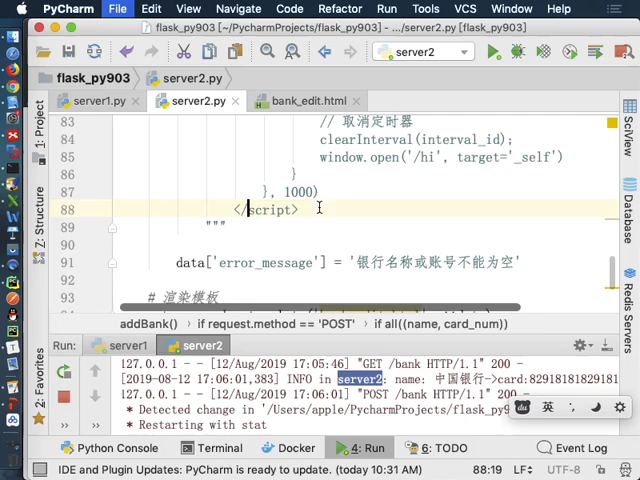 PyCharm File Edit View Navigate Code Refactor Run Tools VCS Window Help
flask_py903 [~/PycharmProjects/flask_py903] - .../server2.py [flask_py903]
server2
flask_py903 server2.py
server1.py server2.py bank_edit.html
1: Project
Z: Structure
2: Favorites
SciView
Database
Redis Servers
83 // 取消定时器
84 clearInterval(interval_id);
85 window.open('/hi', target='_self')
86 }
87 }, 1000)
88 </script>
89 """
90
91 data['error_message'] = '银行名称或账号不能为空'
92
93 # 渲染模板
addBank() if request.method == 'POST' if all((name, card_num))
Run: server1 server2
127.0.0.1 - - [12/Aug/2019 17:05:46] "GET /bank HTTP/1.1" 200 -
[2019-08-12 17:06:01,383] INFO in server2: name: 中国银行->card:82918181829181
127.0.0.1 - - [12/Aug/2019 17:06:01] "POST /bank HTTP/1.1" 200 -
* Detected change in '/Users/apple/PycharmProjects/flask_p
* Restarting with stat
英
Python Console Terminal Docker 4: Run 6: TODO Event Log
IDE and Plugin Updates: PyCharm is ready to update. (today 10:31 AM) 88:19 LF UTF-8